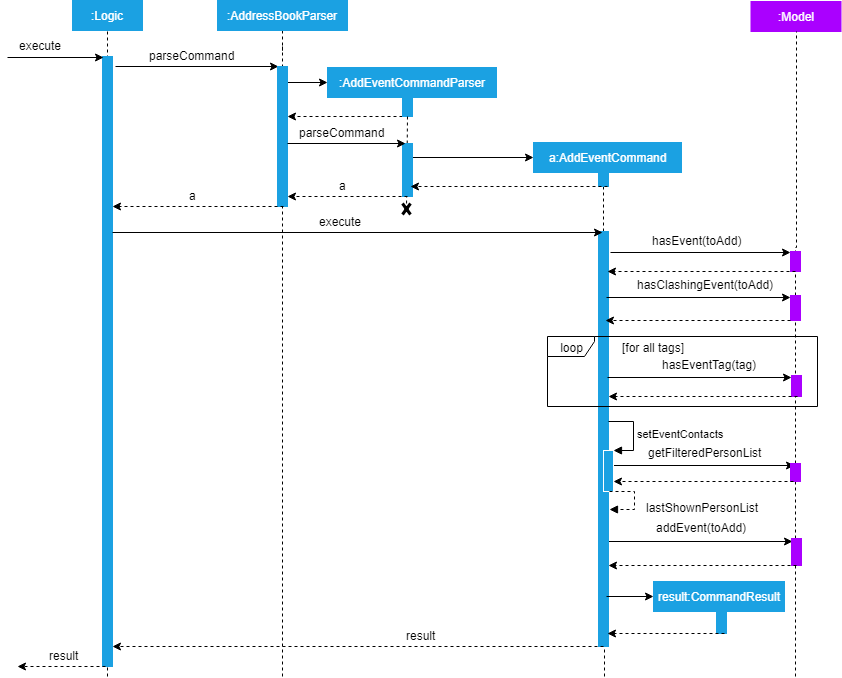 :Logic
:AddressBookParser
:Model
execute
parseCommand
:AddEventCommandParser
parseCommand
a:AddEventCommand
a
a
execute
hasEvent(toAdd)
hasClashingEvent(toAdd)
loop
[for all tags]
hasEventTag(tag)
setEventContacts
getFilteredPersonList
lastShownPersonList
addEvent(toAdd)
result:CommandResult
result
result